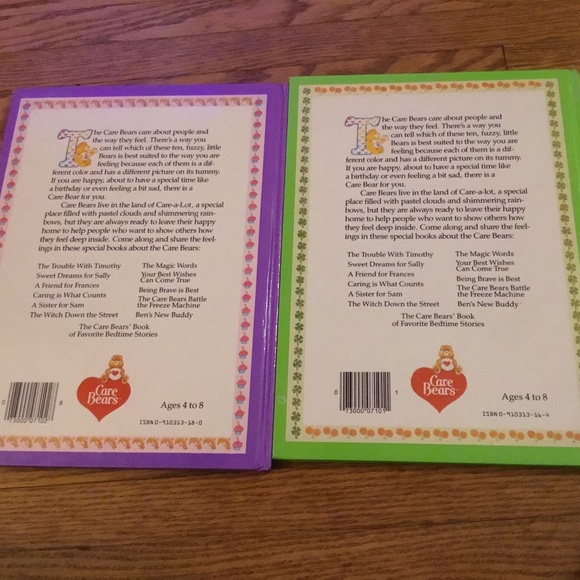 The Care Bears care about people and
the way they feel. There's a way you
can tell which of these ten, fuzzy, little
Bears is best suited to the way you are
feeling because each of them is a dif-
ferent color and has a different picture on its tummy.
If you are happy, about to have a special time like
a birthday or even feeling a bit sad, there is a
Care Bear for you.
Care Bears live in the land of Care-a-Lot, a special
place filled with pastel clouds and shimmering rain-
bows, but they are always ready to leave their happy
home to help people who want to show others how
they feel deep inside. Come along and share the feel-
ings in these special books about the Care Bears:
The Trouble With Timothy
Sweet Dreams for Sally
A Friend for Frances
Caring is What Counts
A Sister for Sam
The Witch Down the Street
The Magic Words
Your Best Wishes
Can Come True
Being Brave is Best
The Care Bears Battle
the Freeze Machine
Ben's New Buddy
The Care Bears' Book
of Favorite Bedtime Stories
Care
Bears
Ages 4 to 8
0
8
73000"07102
ISBN 0-910313-18-0
The Care Bears care about people and
the way they feel. There's a way you
can tell which of these ten, fuzzy, little
Bears is best suited to the way you are
feeling because each of them is a dif-
ferent color and has a different picture on its tummy.
If you are happy, about to have a special time like
a birthday or even feeling a bit sad, there is a
Care Bear for you.
Care Bears live in the land of Care-a-lot, a special
place filled with pastel clouds and shimmering rain-
bows, but they are always ready to leave their happy
home to help people who want to show others how
they feel deep inside. Come along and share the feel-
ings in these special books about the Care Bears:
The Trouble With Timothy
Sweet Dreams for Sally
A Friend for Frances
Caring is What Counts
A Sister for Sam
The Witch Down the Street
The Magic Words
Your Best Wishes
Can Come True
Being Brave is Best
The Care Bears Battle
the Freeze Machine
Ben's New Buddy
The Care Bears' Book
of Favorite Bedtime Stories
Care
Bears
Ages 4 to 8
0
1
73000"07101
ISBN 0-910313-16-4